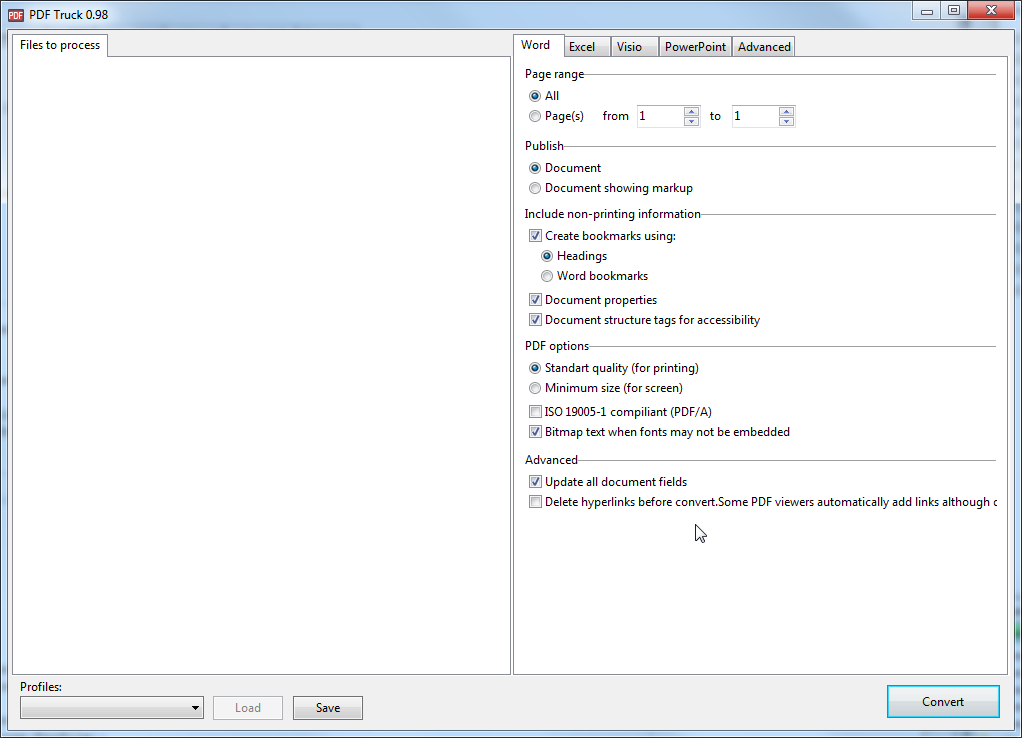 PDF PDF Truck 0.98
Files to process
Word Excel Visio PowerPoint Advanced
Page range
All
Page(s) from 1 to 1
Publish
Document
Document showing markup
Include non-printing information
Create bookmarks using:
Headings
Word bookmarks
Document properties
Document structure tags for accessibility
PDF options
Standart quality (for printing)
Minimum size (for screen)
ISO 19005-1 compiliant (PDF/A)
Bitmap text when fonts may not be embedded
Advanced
Update all document fields
Delete hyperlinks before convert.Some PDF viewers automatically add links although
Profiles:
Load Save Convert